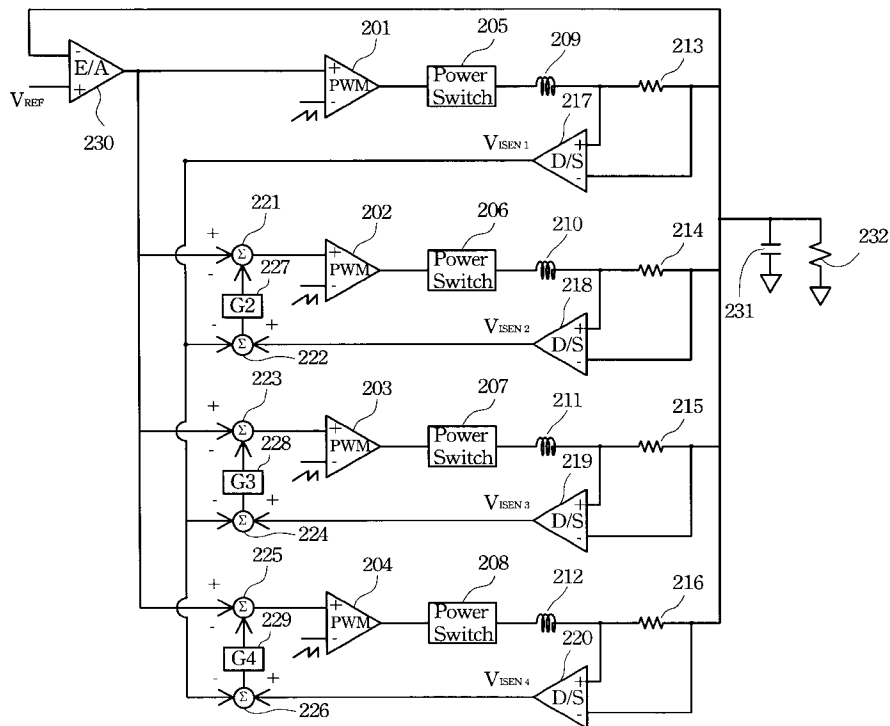 201
205
209
213
-
E/A
+
+
PWM
-
Power
Switch
217
VREF
230
VISEN 1
+
D/S
-
221
202
206
210
214
232
+
Σ
+
PWM
-
Power
Switch
-
227
218
231
G2
-
+
VISEN 2
+
D/S
-
Σ
222
223
203
207
211
215
+
Σ
+
PWM
-
Power
Switch
-
228
219
G3
-
+
VISEN 3
+
D/S
-
Σ
224
225
204
208
212
216
+
Σ
+
PWM
-
Power
Switch
-
229
220
G4
-
+
VISEN 4
+
D/S
-
Σ
226